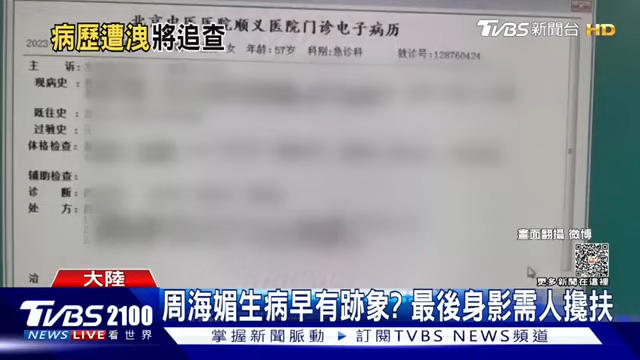 病歷遭洩將追查
TVBS新聞台 HD
北京中医医院顺义医院门诊电子病历
2023
女 年龄:57岁 科别:急诊科 就诊号:128760424
主 诉:
现病史:
既往史:
过敏史:
体格检查:
辅助检查:
诊 断:
处 方:
治
畫面翻攝 微博
更多新聞在這裡
大陸
周海媚生病早有跡象? 最後身影需人攙扶
TVBS 2100
NEWS LIVE 看世界
掌握新聞脈動 ▸ 訂閱TVBS NEWS頻道